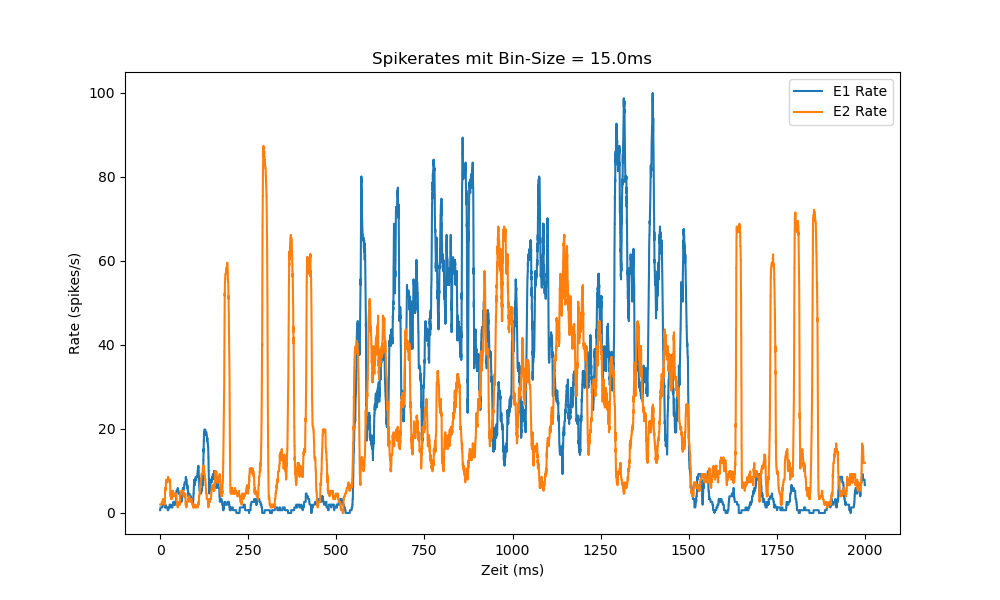 Spikerates mit Bin-Size = 15.0ms
E1 Rate
E2 Rate
Rate (spikes/s)
100
80
60
40
20
0
0 250 500 750 1000 1250 1500 1750 2000
Zeit (ms)